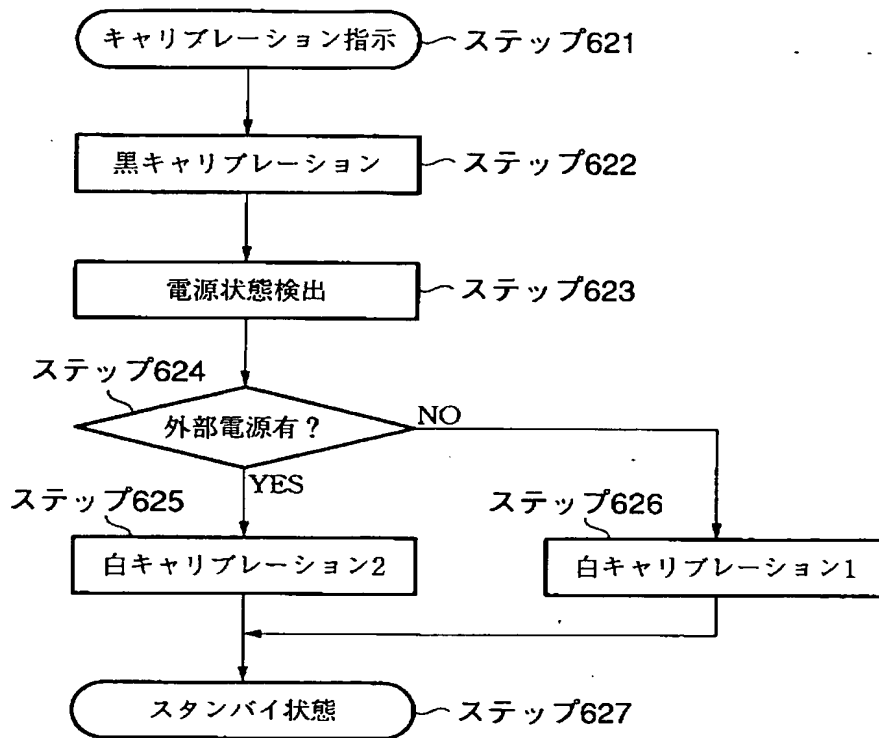 キャリブレーション指示
ステップ621
黒キャリブレーション
ステップ622
電源状態検出
ステップ623
ステップ624
外部電源有?
NO
YES
ステップ625
白キャリブレーション2
ステップ626
白キャリブレーション1
スタンバイ状態
ステップ627